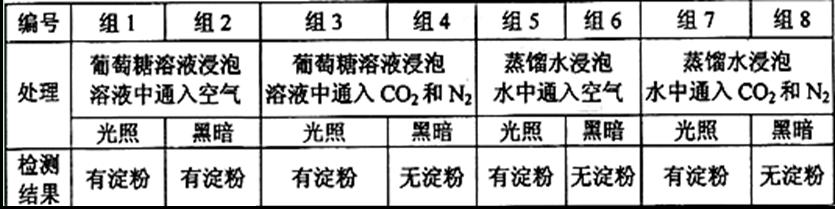 编号 组1 组2 组3 组4 组5 组6 组7 组8
处理 葡萄糖溶液浸泡 溶液中通入空气 葡萄糖溶液浸泡 溶液中通入 CO₂ 和 N₂ 蒸馏水浸泡 水中通入空气 蒸馏水浸泡 水中通入 CO₂ 和 N₂
光照 黑暗 光照 黑暗 光照 黑暗 光照 黑暗
检测结果 有淀粉 有淀粉 有淀粉 无淀粉 有淀粉 无淀粉 有淀粉 无淀粉